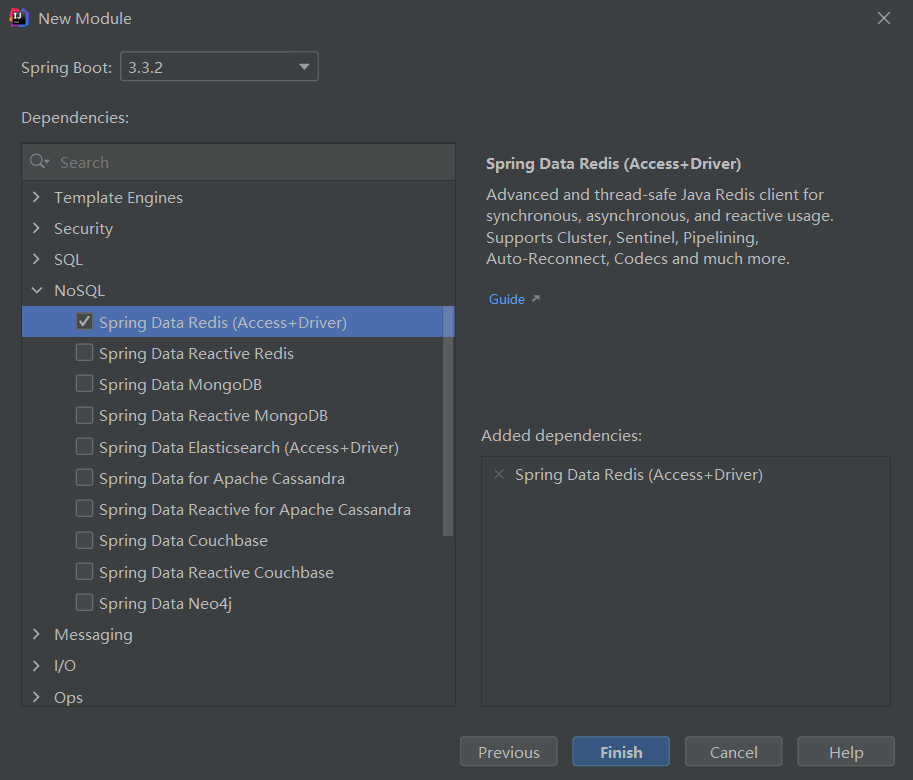 New Module
Spring Boot: 3.3.2
Dependencies:
Search
Template Engines
Security
SQL
NoSQL
Spring Data Redis (Access+Driver)
Spring Data Reactive Redis
Spring Data MongoDB
Spring Data Reactive MongoDB
Spring Data Elasticsearch (Access+Driver)
Spring Data for Apache Cassandra
Spring Data Reactive for Apache Cassandra
Spring Data Couchbase
Spring Data Reactive Couchbase
Spring Data Neo4j
Messaging
I/O
Ops
Spring Data Redis (Access+Driver)
Advanced and thread-safe Java Redis client for
synchronous, asynchronous, and reactive usage.
Supports Cluster, Sentinel, Pipelining,
Auto-Reconnect, Codecs and much more.
Guide
Added dependencies:
Spring Data Redis (Access+Driver)
Previous
Finish
Cancel
Help